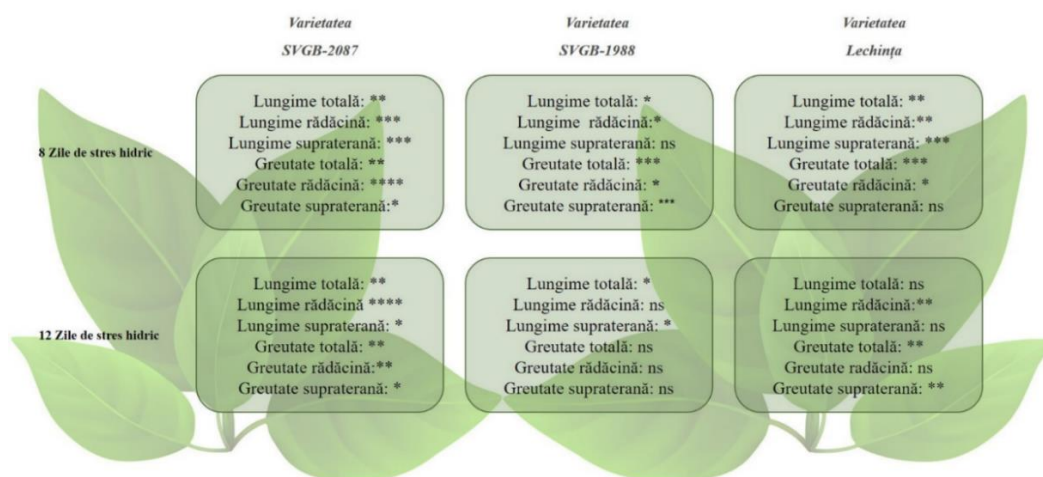 Varietatea
SVGB-2087
Varietatea
SVGB-1988
Varietatea
Lechința
8 Zile de stres hidric
Lungime totală: **
Lungime rădăcină: ***
Lungime supraterană: ***
Greutate totală: **
Greutate rădăcină: ****
Greutate supraterană:*
Lungime totală: *
Lungime rădăcină:*
Lungime supraterană: ns
Greutate totală: ***
Greutate rădăcină: *
Greutate supraterană: ***
Lungime totală: **
Lungime rădăcină:**
Lungime supraterană: ***
Greutate totală: ***
Greutate rădăcină: *
Greutate supraterană: ns
12 Zile de stres hidric
Lungime totală: **
Lungime rădăcină ****
Lungime supraterană: *
Greutate totală: **
Greutate rădăcină:**
Greutate supraterană: *
Lungime totală: *
Lungime rădăcină: ns
Lungime supraterană: *
Greutate totală: ns
Greutate rădăcină: ns
Greutate supraterană: ns
Lungime totală: ns
Lungime rădăcină:**
Lungime supraterană: ns
Greutate totală: **
Greutate radăcină: ns
Greutate supraterană: **